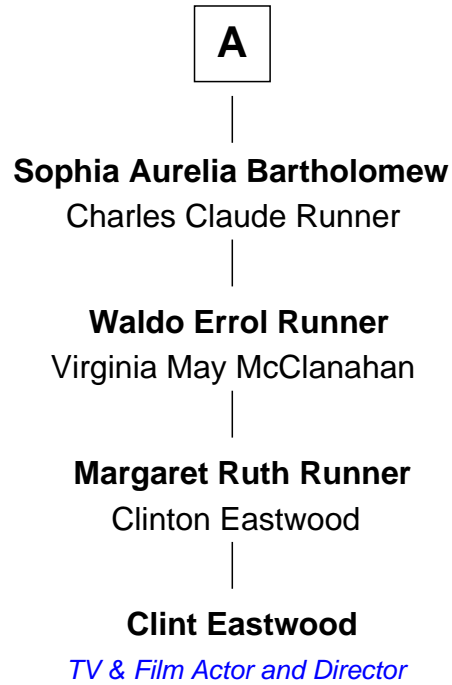 A
Sophia Aurelia Bartholomew
Charles Claude Runner
Waldo Errol Runner
Virginia May McClanahan
Margaret Ruth Runner
Clinton Eastwood
Clint Eastwood
TV & Film Actor and Director